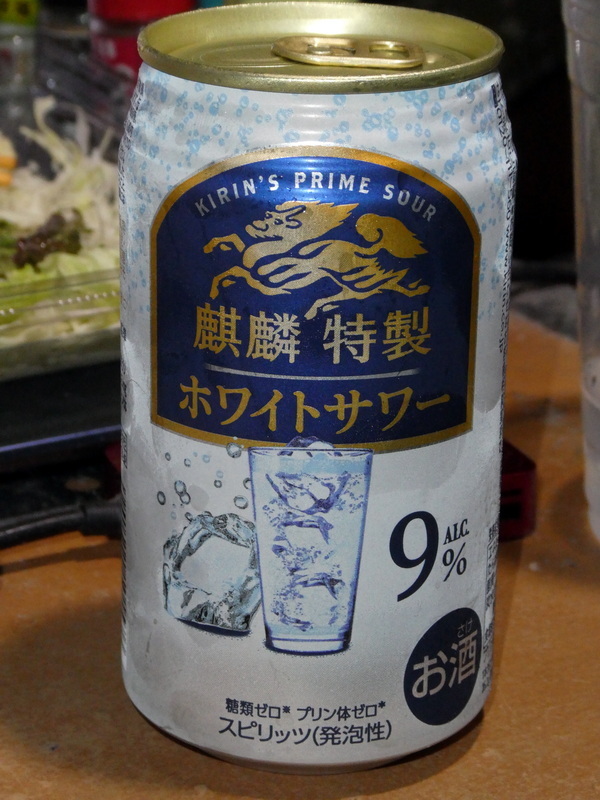 KIRIN'S PRIME SOUR
麒麟 特製
ホワイトサワー
9 ALC. %
さけ
お酒
糖類ゼロ※ プリン体ゼロ※
スピリッツ(発泡性)